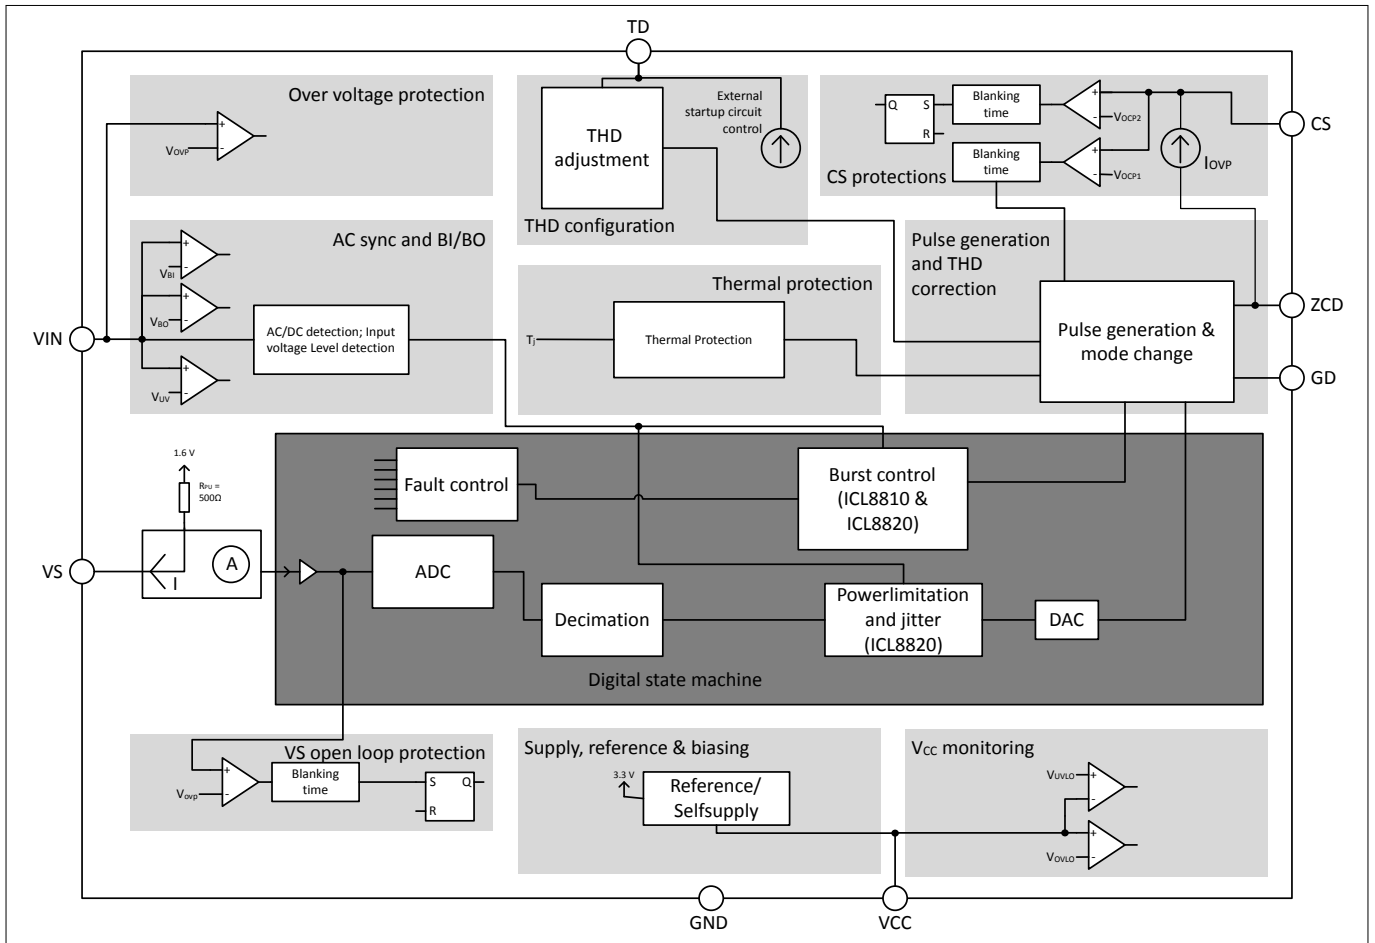 TD
Over voltage protection
+
-
VOVP
THD
adjustment
External
startup circuit
control
THD configuration
Q
S
R
Blanking
time
+
-
VOCP2
Blanking
time
+
-
VOCP1
IOVP
CS protections
CS
AC sync and BI/BO
+
-
VBI
+
-
VBO
+
-
VUV
AC/DC detection; Input
voltage Level detection
VIN
Thermal protection
Tj
Thermal Protection
Pulse generation
and THD
correction
Pulse generation &
mode change
ZCD
GD
1.6 V
RPU =
500Ω
I
A
VS
Fault control
Burst control
(ICL8810 &
ICL8820)
ADC
Decimation
Powerlimitation
and jitter
(ICL8820)
DAC
Digital state machine
VS open loop protection
+
-
Vovp
Blanking
time
S
Q
R
Supply, reference & biasing
3.3 V
Reference/
Selfsupply
VCC monitoring
VUVLO
+
-
+
VOVLO
-
GND
VCC